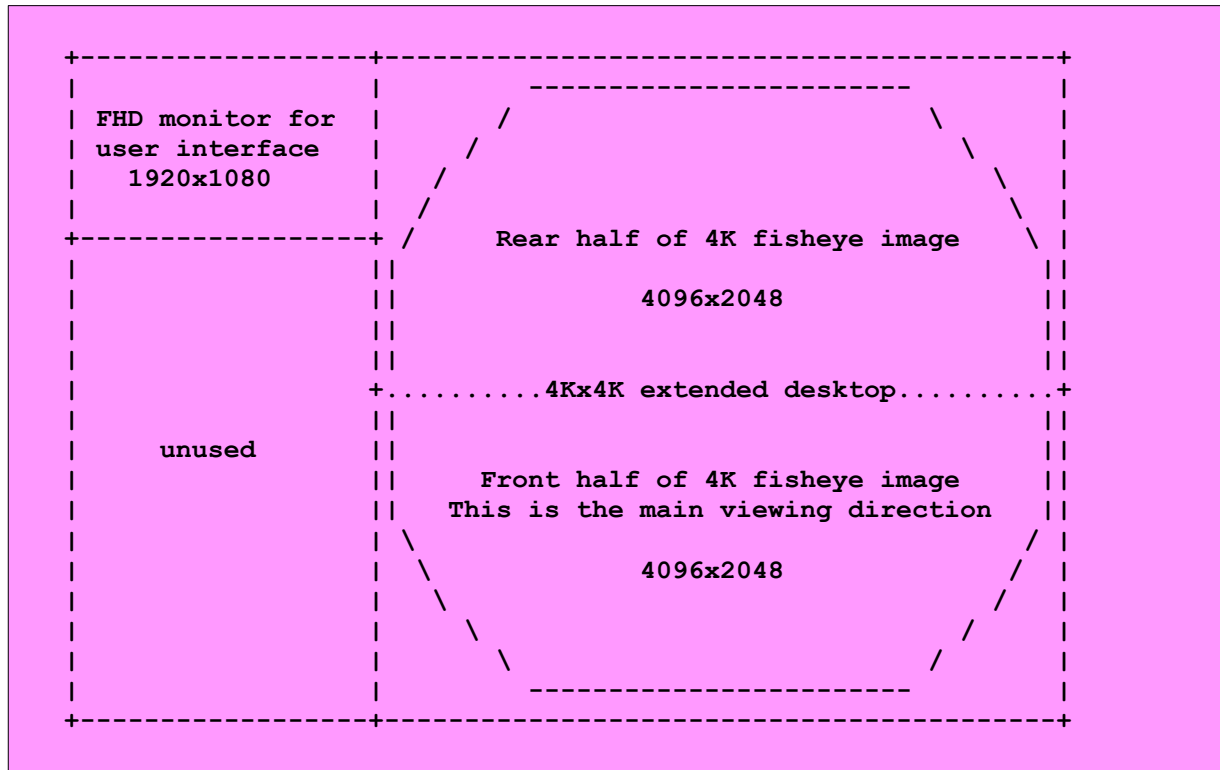 FHD monitor for
user interface
1920x1080
Rear half of 4K fisheye image
4096x2048
4Kx4K extended desktop
unused
Front half of 4K fisheye image
This is the main viewing direction
4096x2048